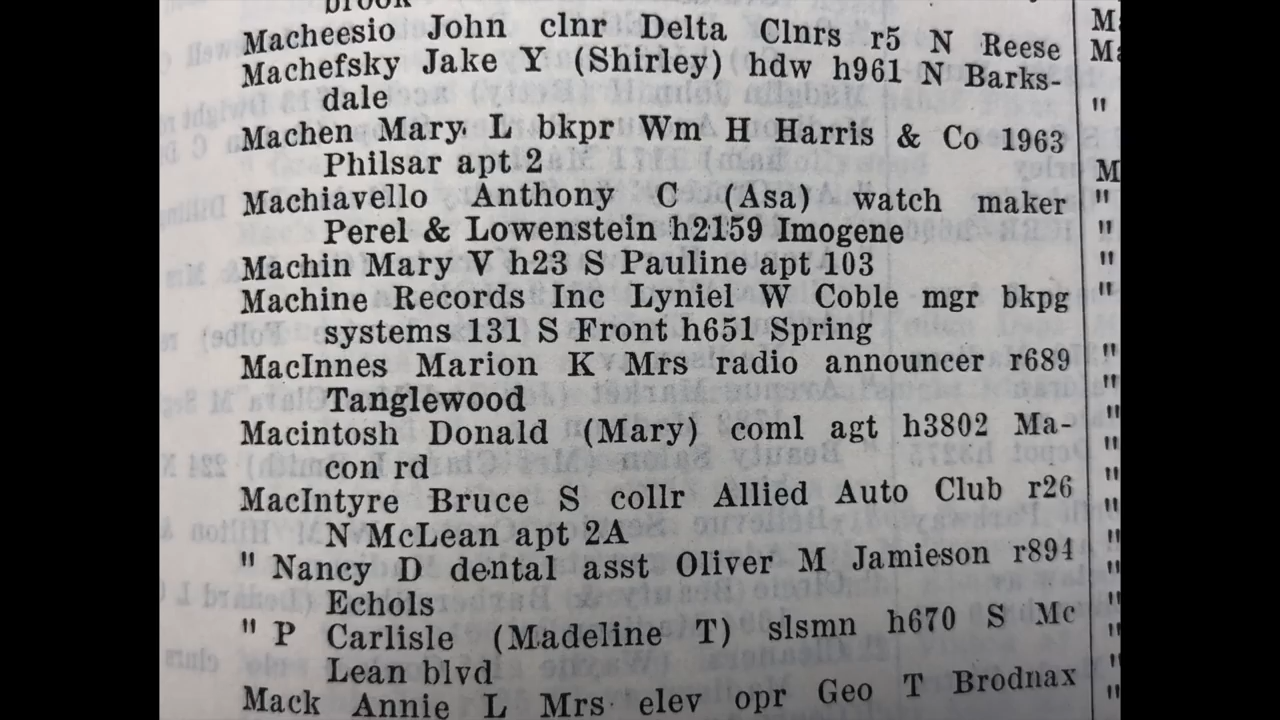 brook
Macheesio John clnr Delta Clnrs r5 N Reese
Machefsky Jake Y (Shirley) hdw h961 N Barks-
dale
Machen Mary L bkpr Wm H Harris & Co 1963
Philsar apt 2
Machiavello Anthony C (Asa) watch maker
Perel & Lowenstein h2159 Imogene
Machin Mary V h23 S Pauline apt 103
Machine Records Inc Lyniel W Coble mgr bkpg
systems 131 S Front h651 Spring
MacInnes Marion K Mrs radio announcer r689
Tanglewood
Macintosh Donald (Mary) coml agt h3802 Ma-
con rd
MacIntyre Bruce S collr Allied Auto Club r26
N McLean apt 2A
" Nancy D dental asst Oliver M Jamieson r894
Echols
" P Carlisle (Madeline T) slsmn h670 S Mc
Lean blvd
Mack Annie L Mrs elev opr Geo T Brodnax